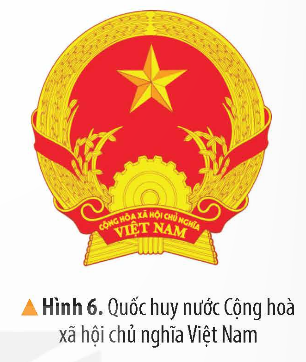 CỘNG HÒA XÃ HỘI CHỦ NGHĨA
VIỆT NAM
Hình 6. Quốc huy nước Cộng hoà
xã hội chủ nghĩa Việt Nam